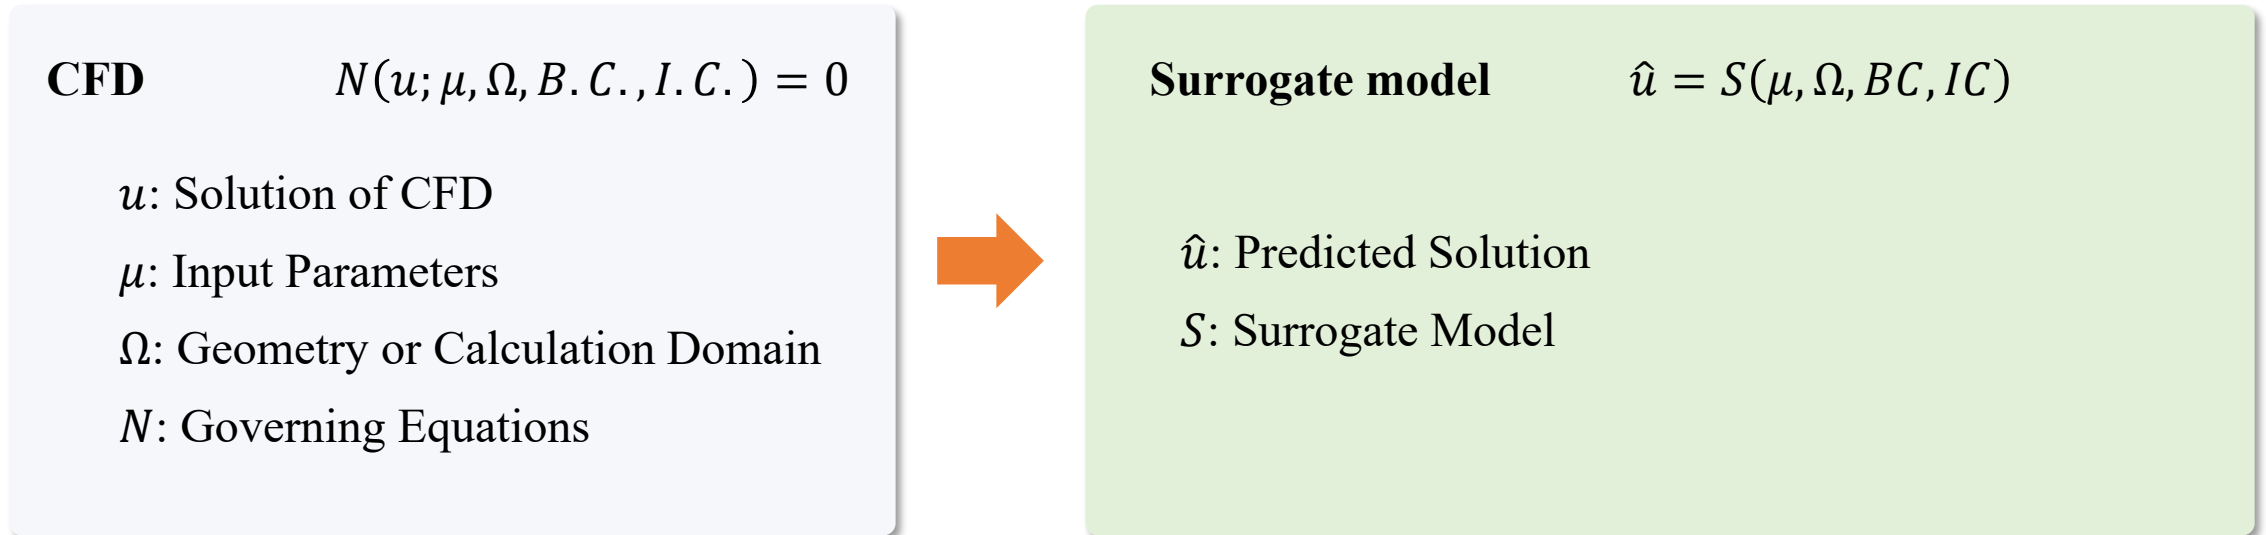 CFD N(u; μ, Ω, B.C., I.C.) = 0
u: Solution of CFD
μ: Input Parameters
Ω: Geometry or Calculation Domain
N: Governing Equations
Surrogate model û = S(μ, Ω, BC, IC)
û: Predicted Solution
S: Surrogate Model